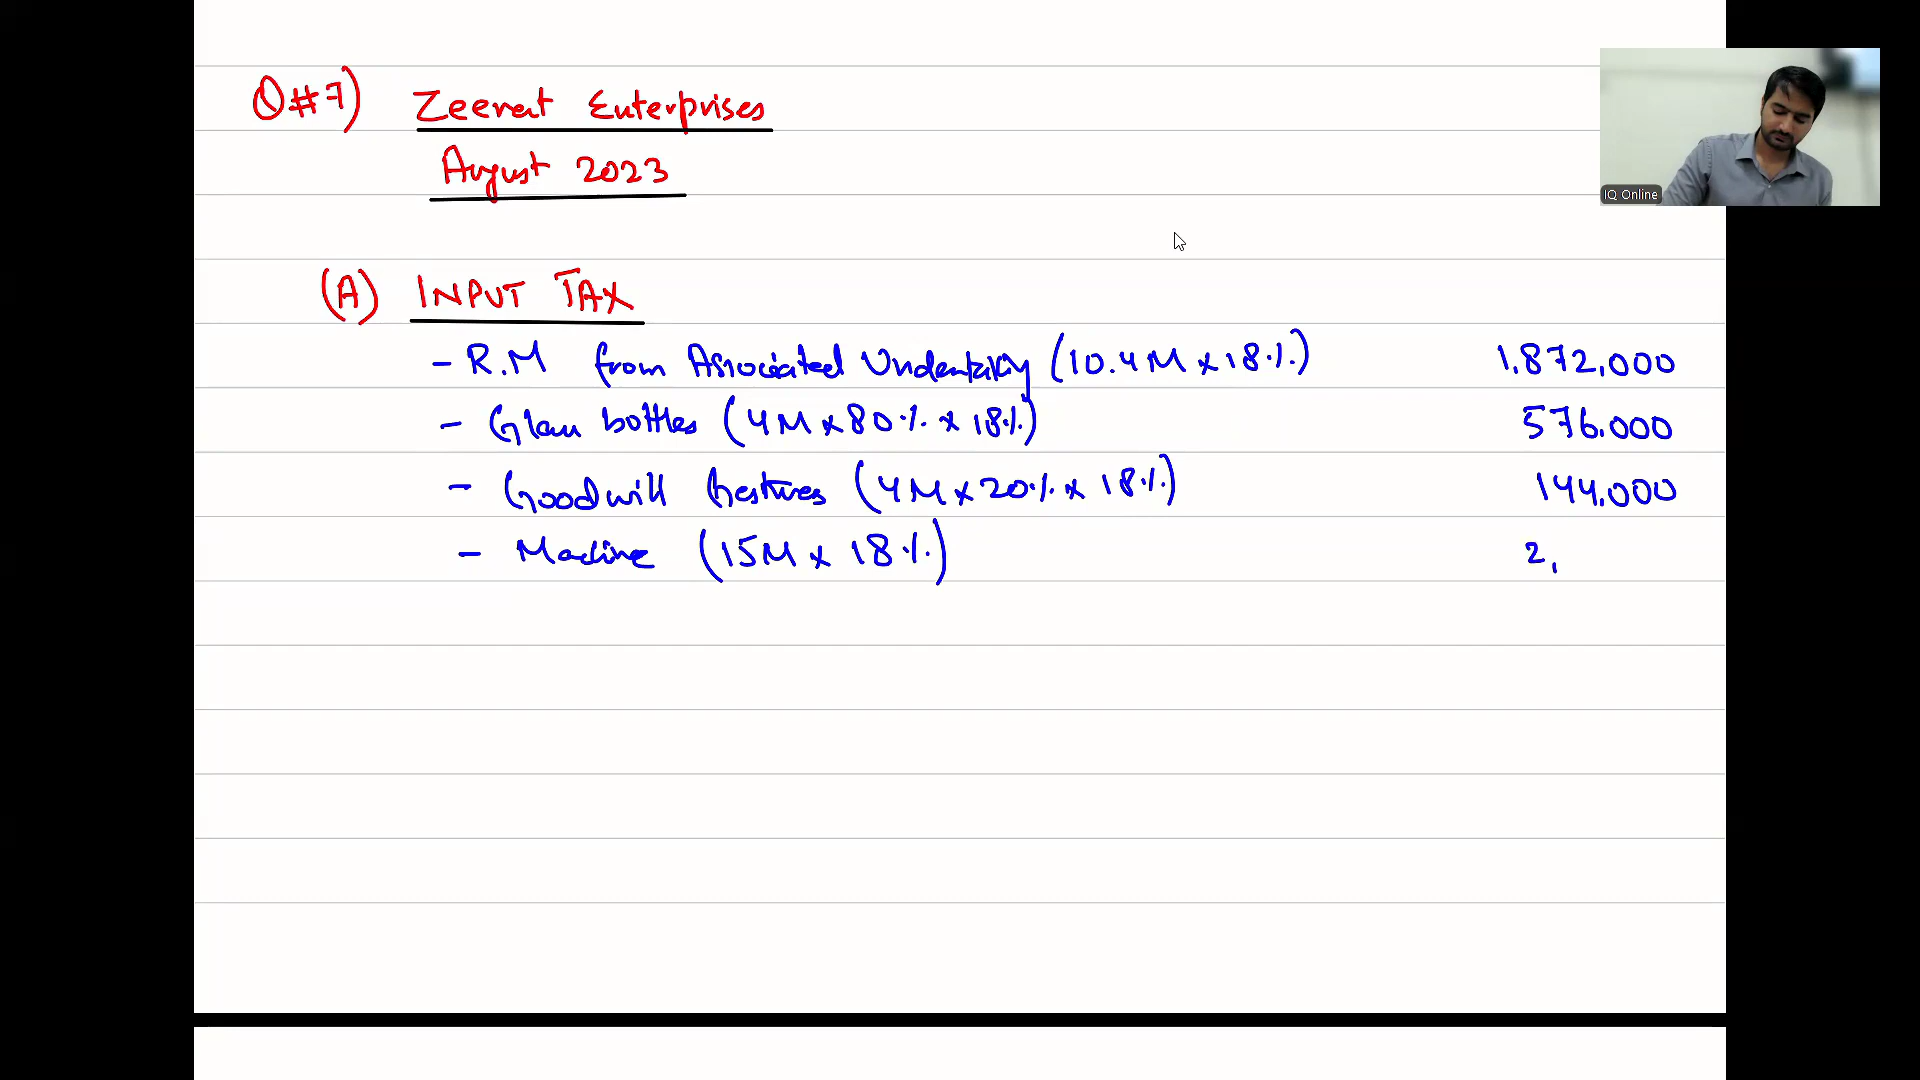 Q#7) Zeenat Enterprises
August 2023
IQ Online
(A) INPUT TAX
- R.M from Associated Undertaking (10.4M x 18%) 1,872,000
- Glass bottles (4M x 80% x 18%) 576,000
- Goodwill Gestures (4M x 20% x 18%) 144,000
- Machine (15M x 18%) 2,